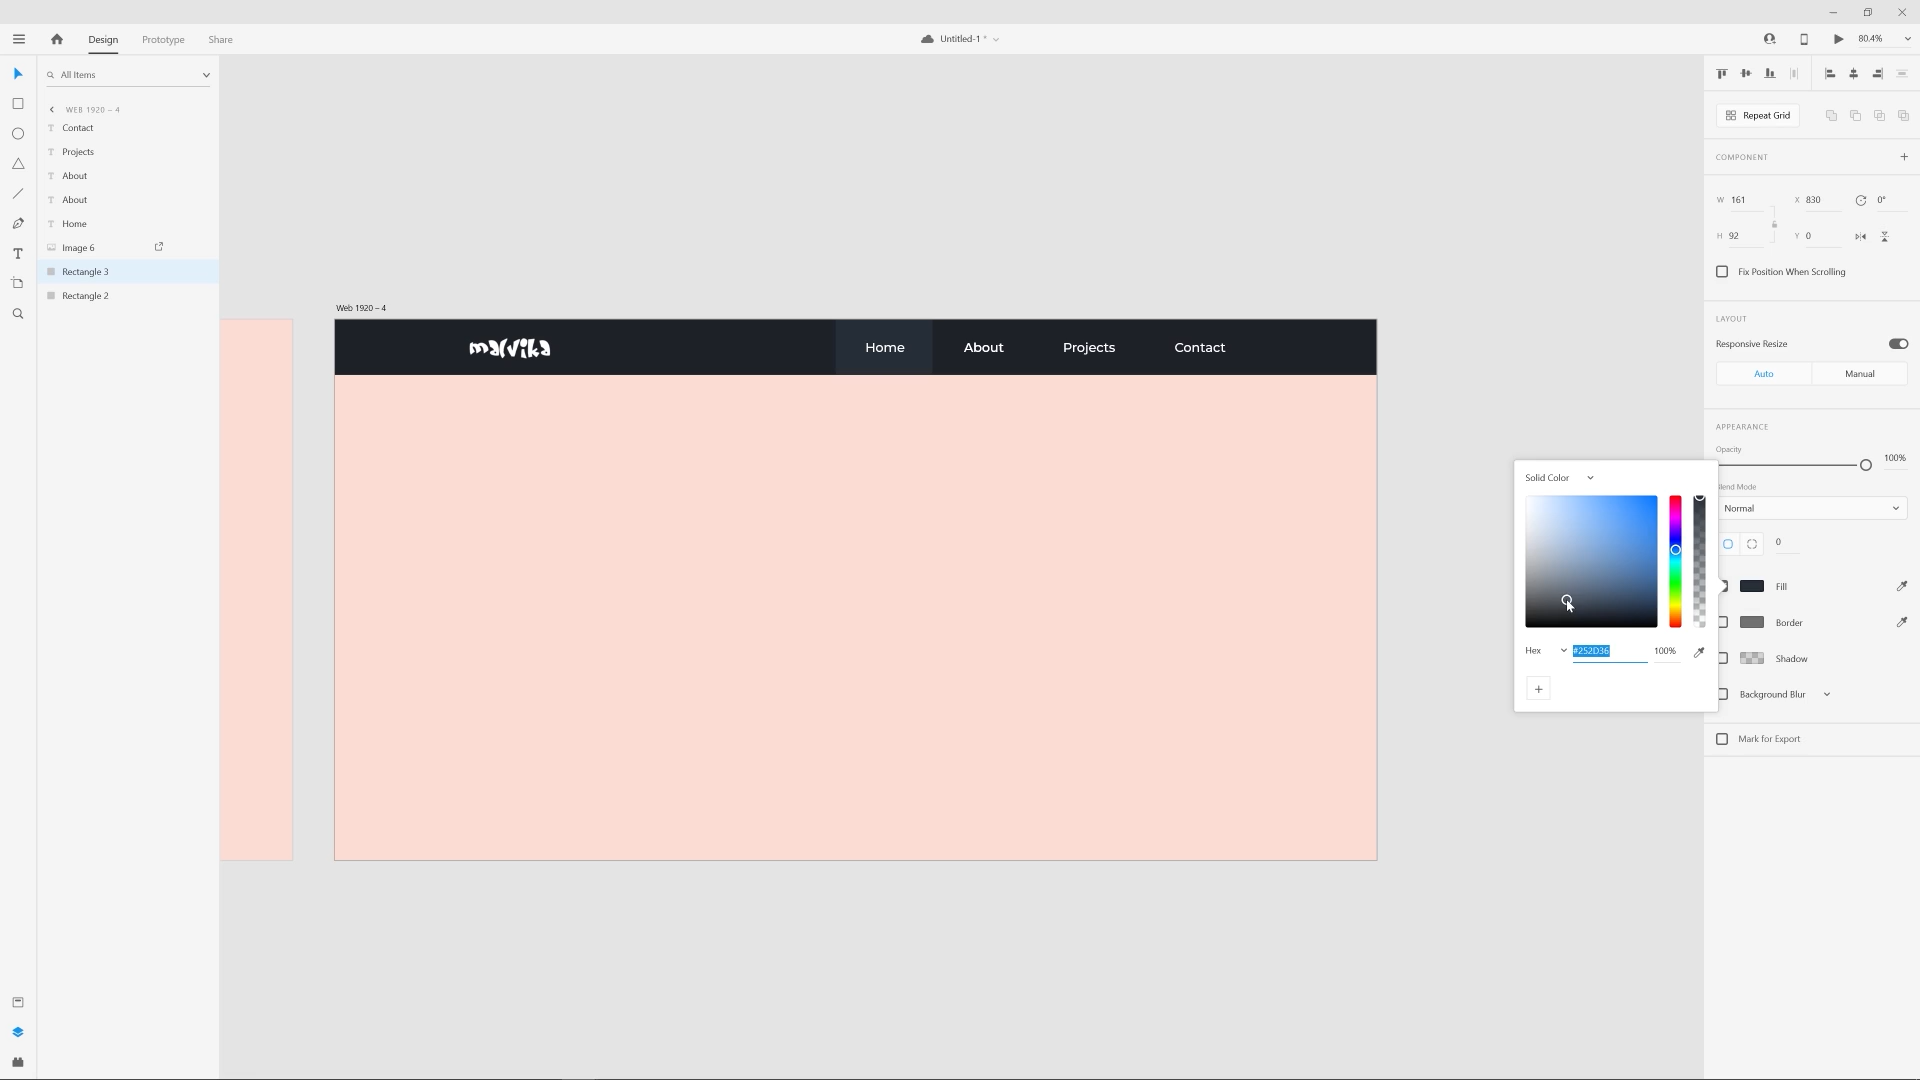 Design
Prototype
Share
Untitled-1 *
80.4%
All Items
WEB 1920 – 4
Contact
Projects
About
About
Home
Image 6
Rectangle 3
Rectangle 2
Web 1920 – 4
malvika
Home
About
Projects
Contact
Repeat Grid
COMPONENT
W 161
X 830
0°
H 92
Y 0
Fix Position When Scrolling
LAYOUT
Responsive Resize
Auto
Manual
APPEARANCE
Opacity
100%
Mode
Normal
0
Fill
Border
Shadow
Background Blur
Mark for Export
Solid Color
Hex
#252D36
100%